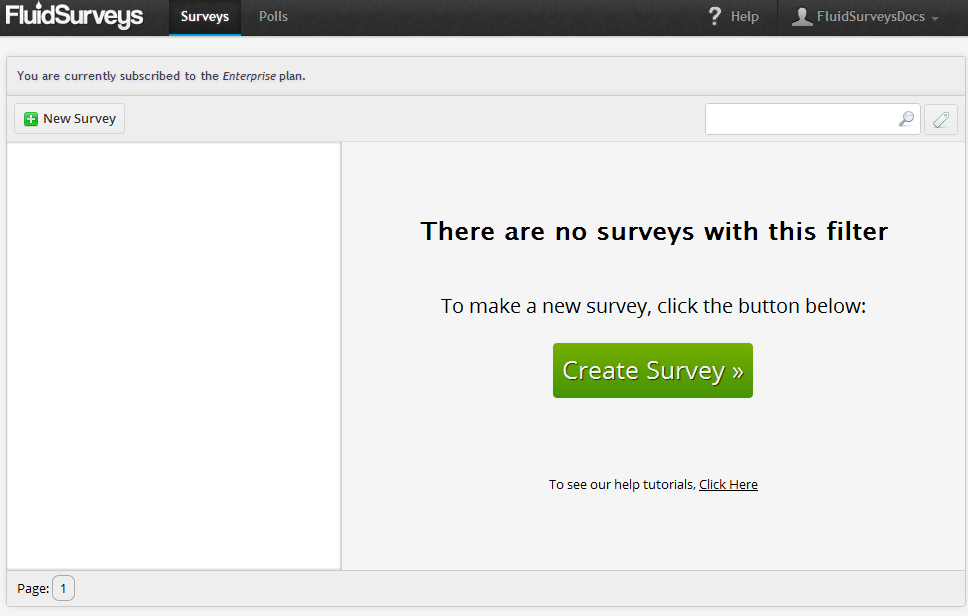 FluidSurveys
Surveys
Polls
? Help
FluidSurveysDocs
You are currently subscribed to the Enterprise plan.
New Survey
There are no surveys with this filter
To make a new survey, click the button below:
Create Survey »
To see our help tutorials, Click Here
Page: 1